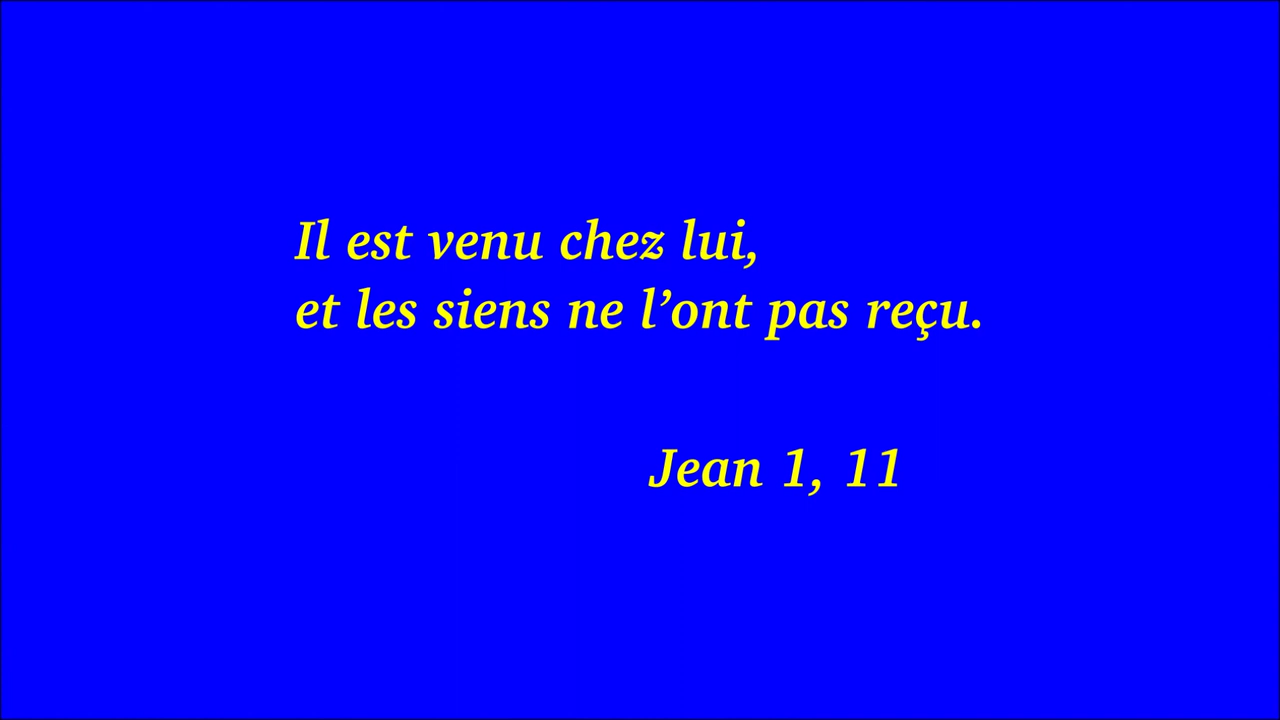 Il est venu chez lui,
et les siens ne l’ont pas reçu.
Jean 1, 11